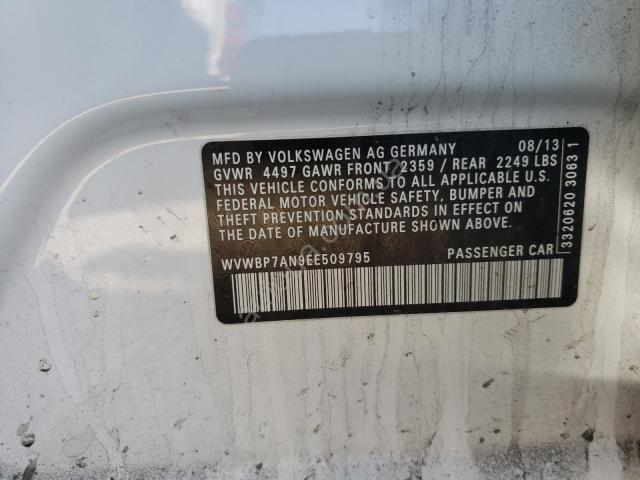 MFD BY VOLKSWAGEN AG GERMANY 08/13
GVWR 4497 GAWR FRONT 2359 / REAR 2249 LBS
THIS VEHICLE CONFORMS TO ALL APPLICABLE U.S.
FEDERAL MOTOR VEHICLE SAFETY, BUMPER AND
THEFT PREVENTION STANDARDS IN EFFECT ON
THE DATE OF MANUFACTURE SHOWN ABOVE.
WVWBP7AN9EE509795 PASSENGER CAR
3320620 3063 1